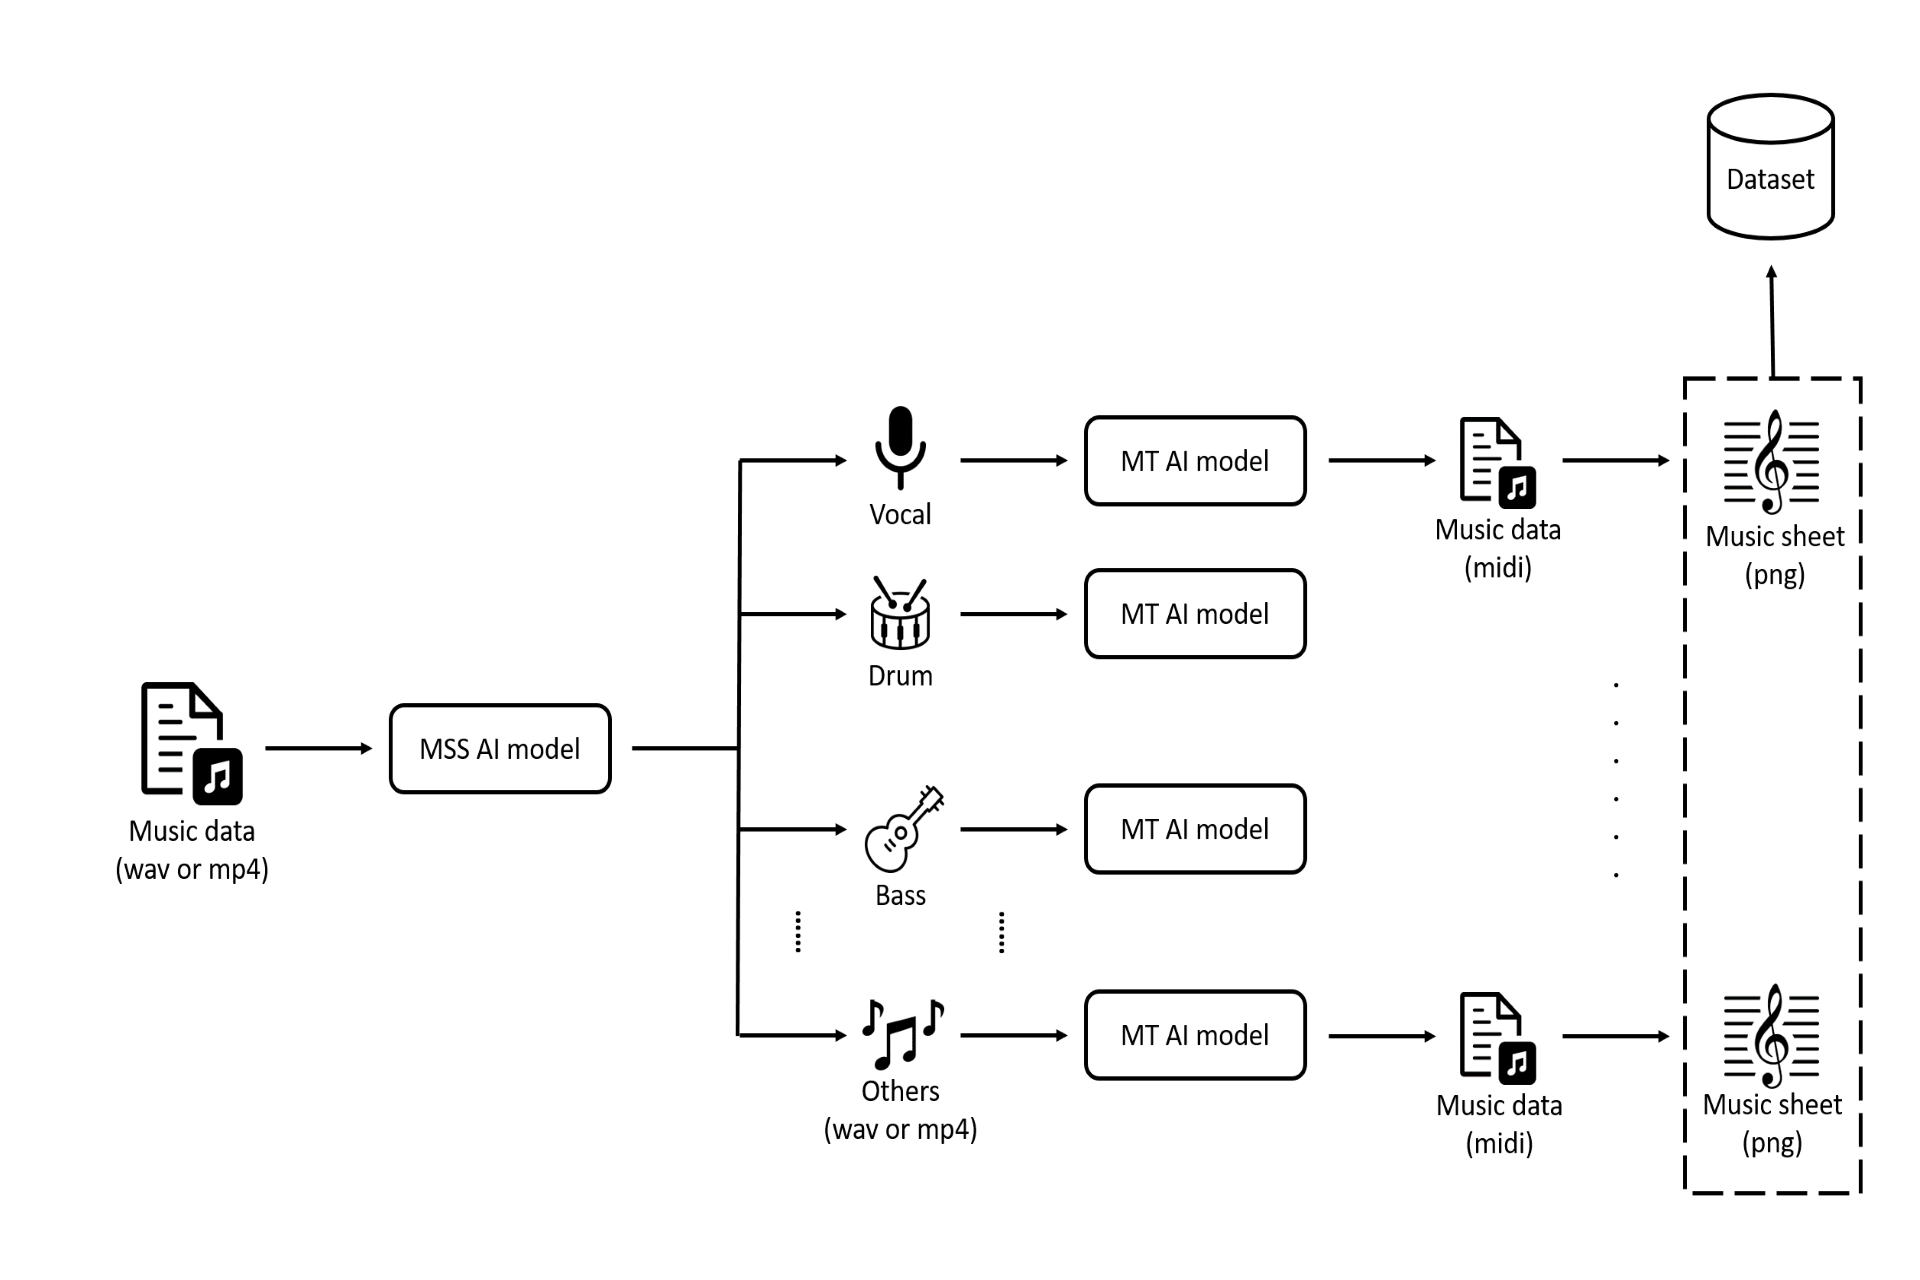 Dataset
Vocal
MT AI model
Music data
(midi)
Music sheet
(png)
Drum
MT AI model
Music data
(wav or mp4)
MSS AI model
Bass
MT AI model
Others
(wav or mp4)
MT AI model
Music data
(midi)
Music sheet
(png)